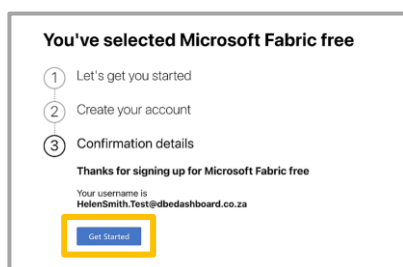 You've selected Microsoft Fabric free
1 Let's get you started
2 Create your account
3 Confirmation details
Thanks for signing up for Microsoft Fabric free
Your username is
HelenSmith.Test@dbedashboard.co.za
Get Started